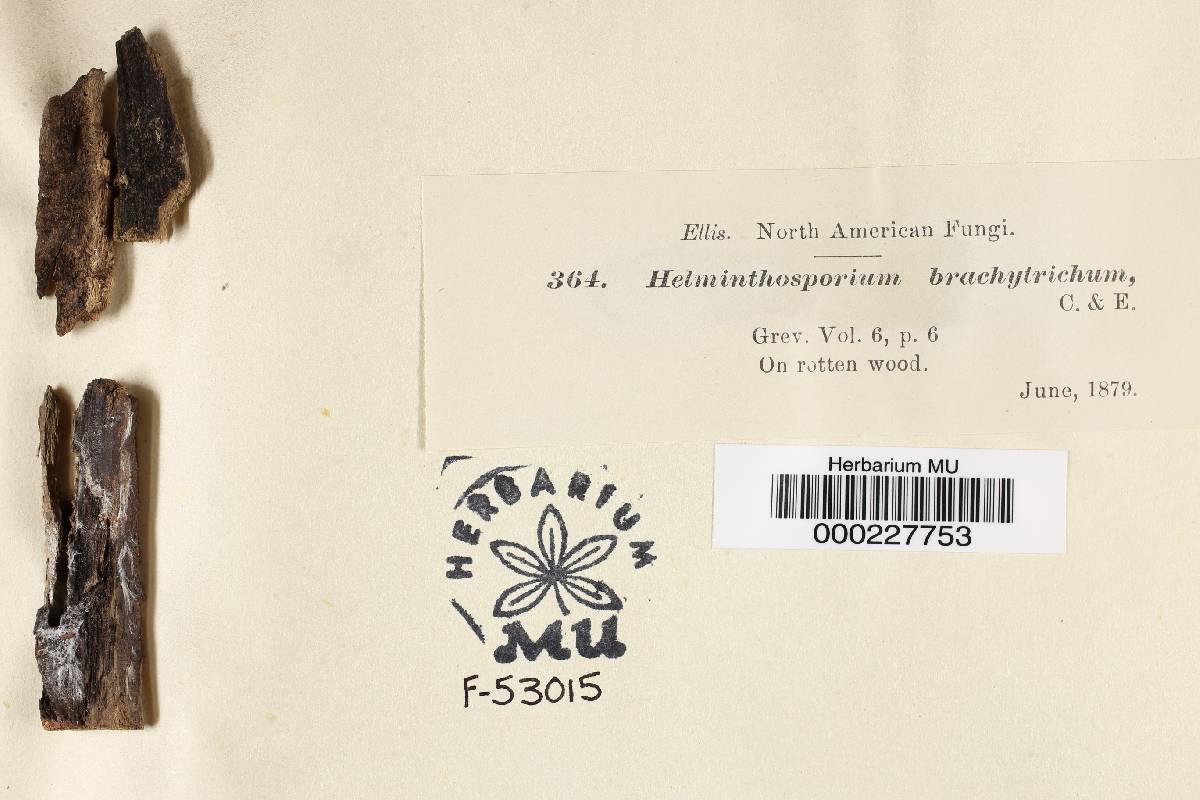 Ellis. North American Fungi.
364. Helminthosporium brachytrichum,
C. & E.
Grev. Vol. 6, p. 6
On rotten wood.
June, 1879.
Herbarium MU
000227753
HERBARIUM
MU
F-53015